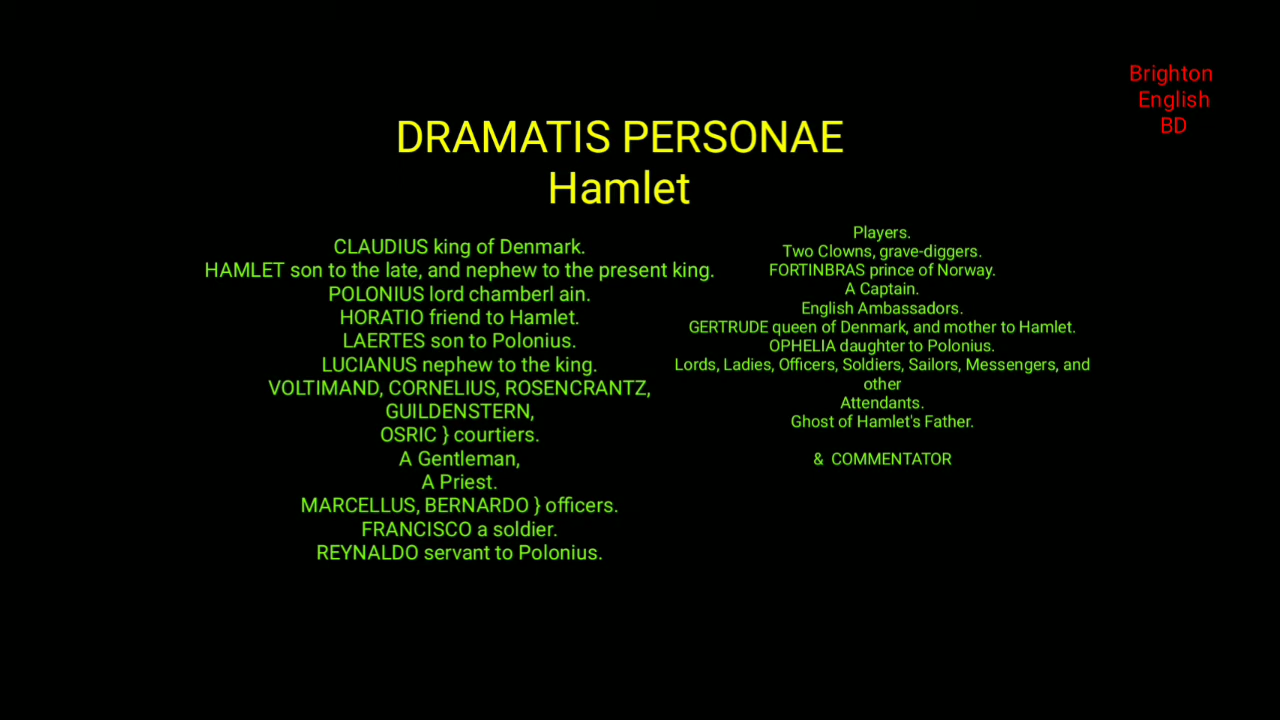 Brighton
English
BD
DRAMATIS PERSONAE
Hamlet
CLAUDIUS king of Denmark.
HAMLET son to the late, and nephew to the present king.
POLONIUS lord chamberl ain.
HORATIO friend to Hamlet.
LAERTES son to Polonius.
LUCIANUS nephew to the king.
VOLTIMAND, CORNELIUS, ROSENCRANTZ,
GUILDENSTERN,
OSRIC } courtiers.
A Gentleman,
A Priest.
MARCELLUS, BERNARDO } officers.
FRANCISCO a soldier.
REYNALDO servant to Polonius.
Players.
Two Clowns, grave-diggers.
FORTINBRAS prince of Norway.
A Captain.
English Ambassadors.
GERTRUDE queen of Denmark, and mother to Hamlet.
OPHELIA daughter to Polonius.
Lords, Ladies, Officers, Soldiers, Sailors, Messengers, and
other
Attendants.
Ghost of Hamlet's Father.
& COMMENTATOR